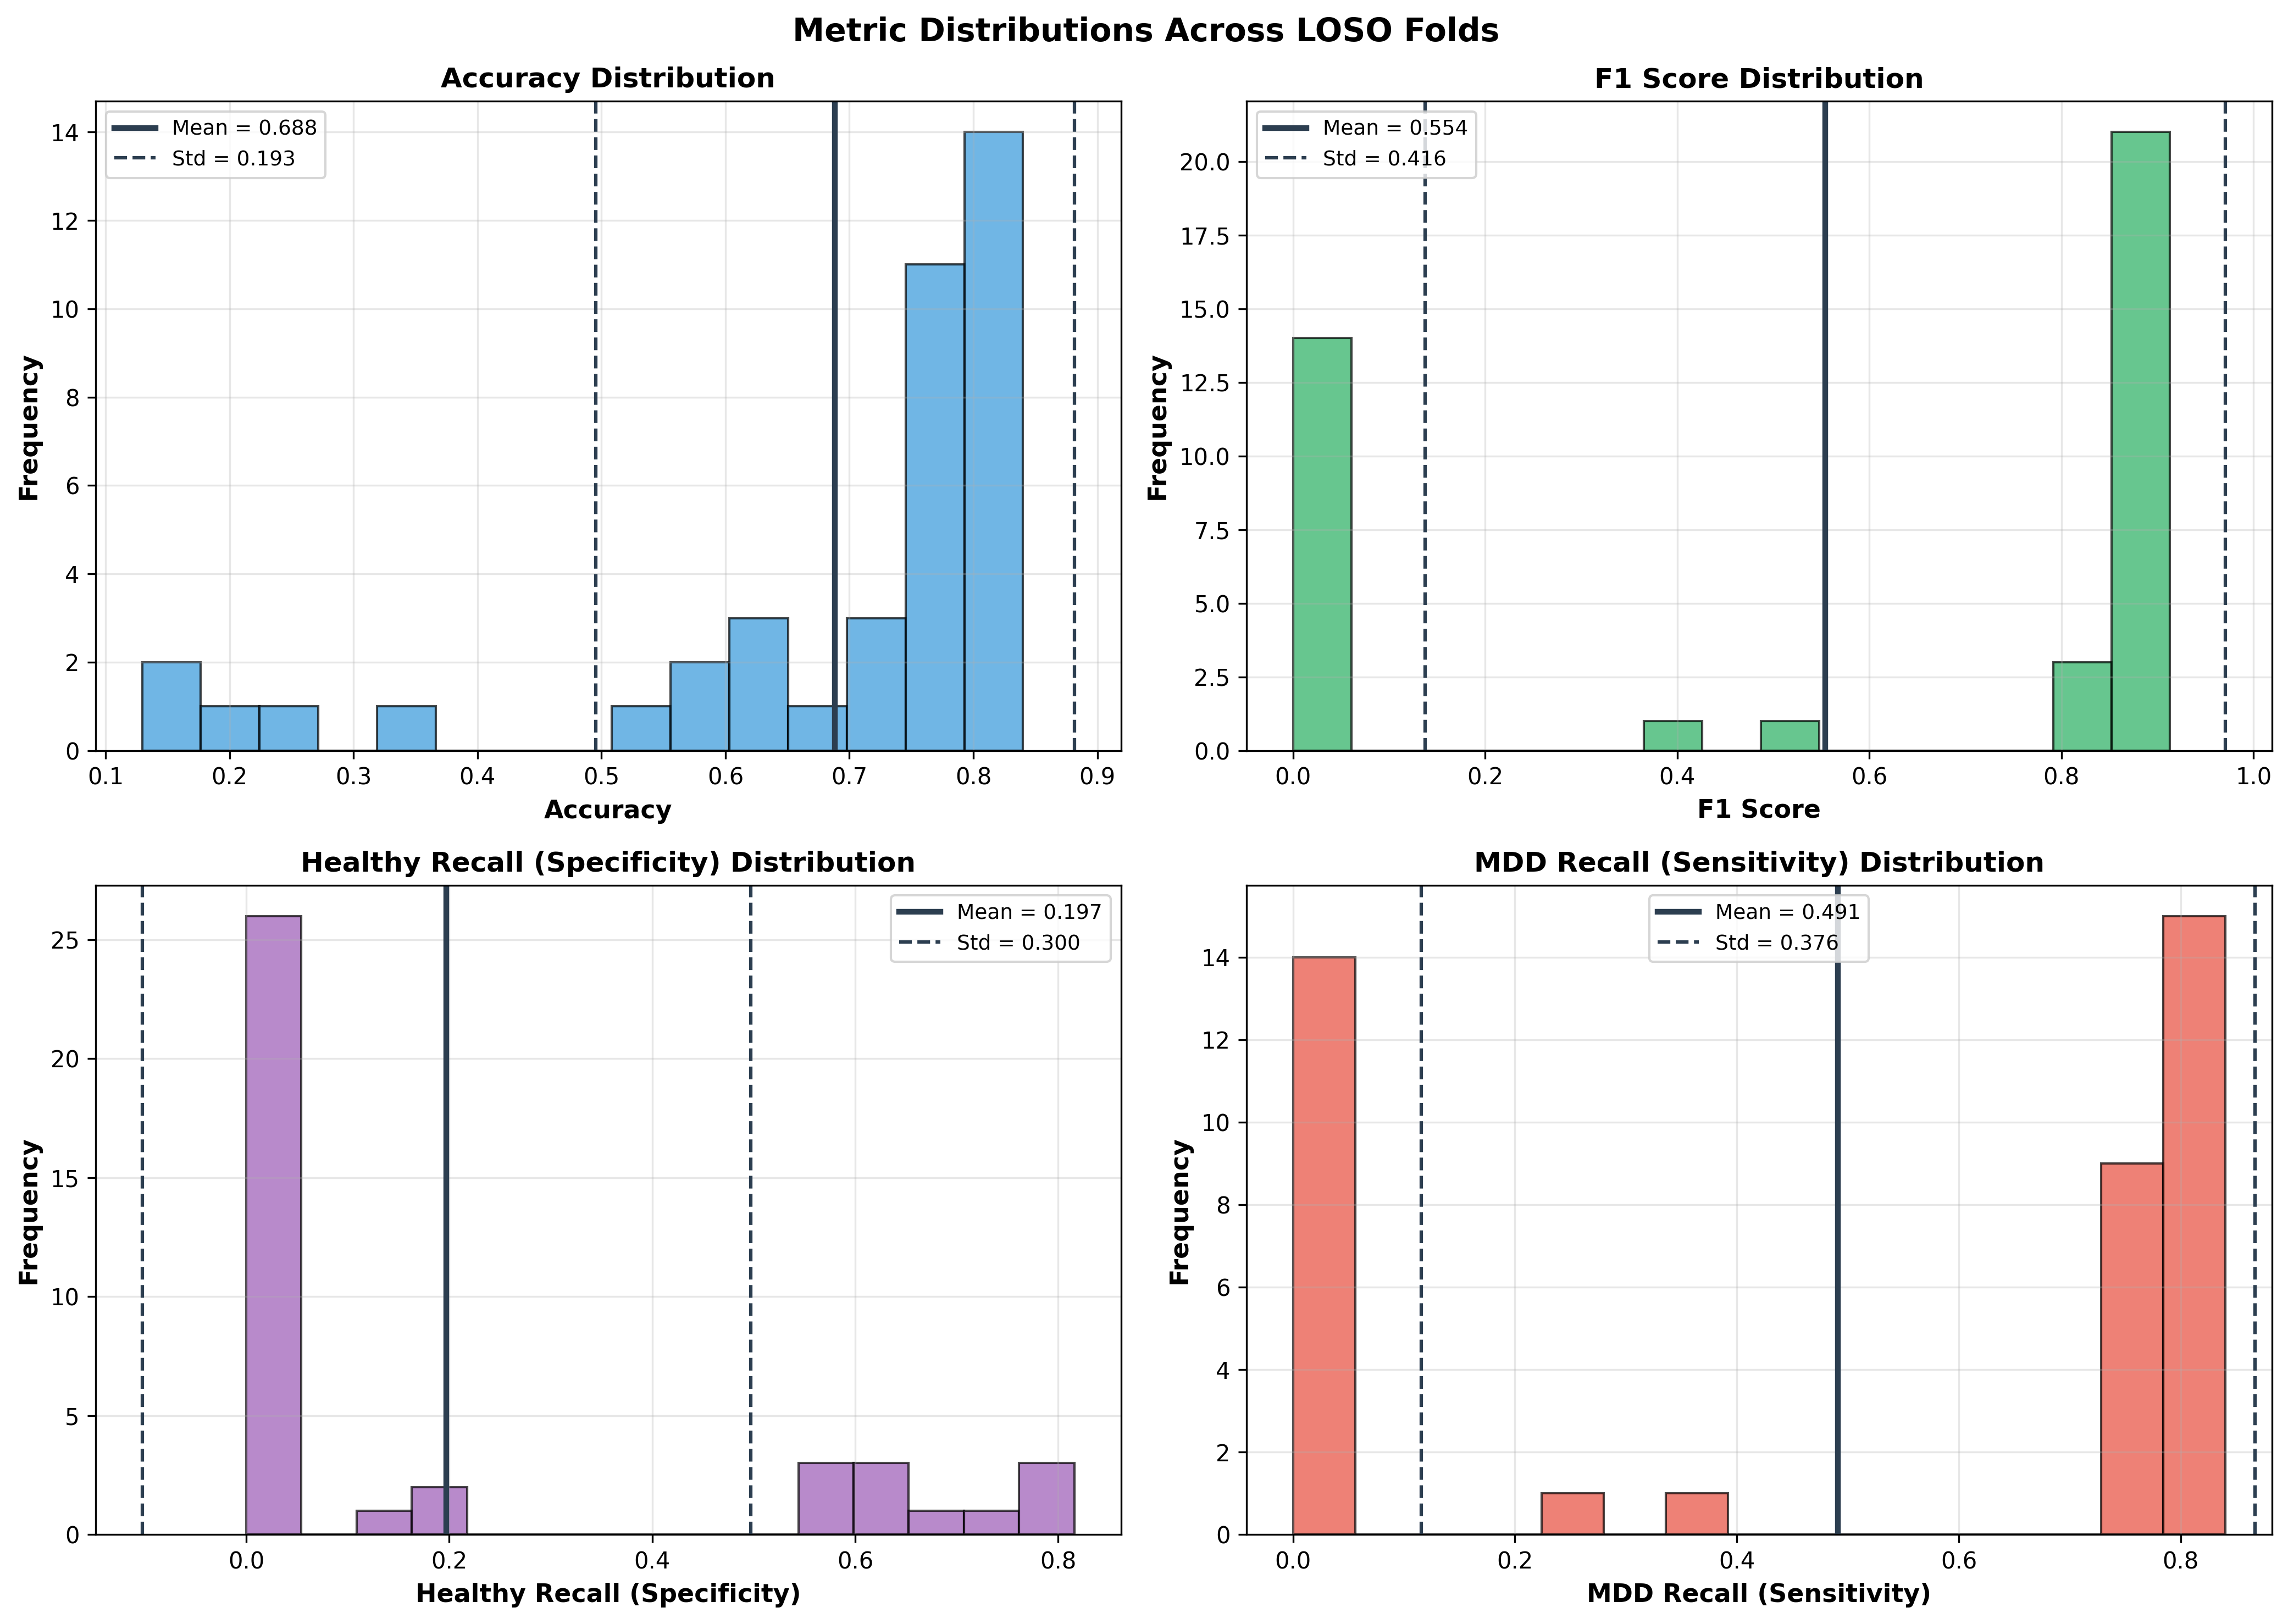 Metric Distributions Across LOSO Folds
Accuracy Distribution
Mean = 0.688
Std = 0.193
Frequency
14
12
10
8
6
4
2
0
0.1 0.2 0.3 0.4 0.5 0.6 0.7 0.8 0.9
Accuracy
F1 Score Distribution
Mean = 0.554
Std = 0.416
Frequency
20.0
17.5
15.0
12.5
10.0
7.5
5.0
2.5
0.0
0.0 0.2 0.4 0.6 0.8 1.0
F1 Score
Healthy Recall (Specificity) Distribution
Mean = 0.197
Std = 0.300
Frequency
25
20
15
10
5
0
0.0 0.2 0.4 0.6 0.8
Healthy Recall (Specificity)
MDD Recall (Sensitivity) Distribution
Mean = 0.491
Std = 0.376
Frequency
14
12
10
8
6
4
2
0
0.0 0.2 0.4 0.6 0.8
MDD Recall (Sensitivity)